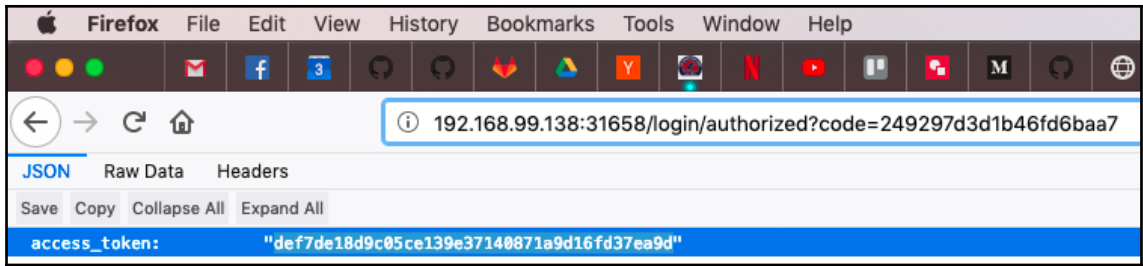 Firefox File Edit View History Bookmarks Tools Window Help
f 3 Y N M
192.168.99.138:31658/login/authorized?code=249297d3d1b46fd6baa7
JSON Raw Data Headers
Save Copy Collapse All Expand All
access_token: "def7de18d9c05ce139e37140871a9d16fd37ea9d"